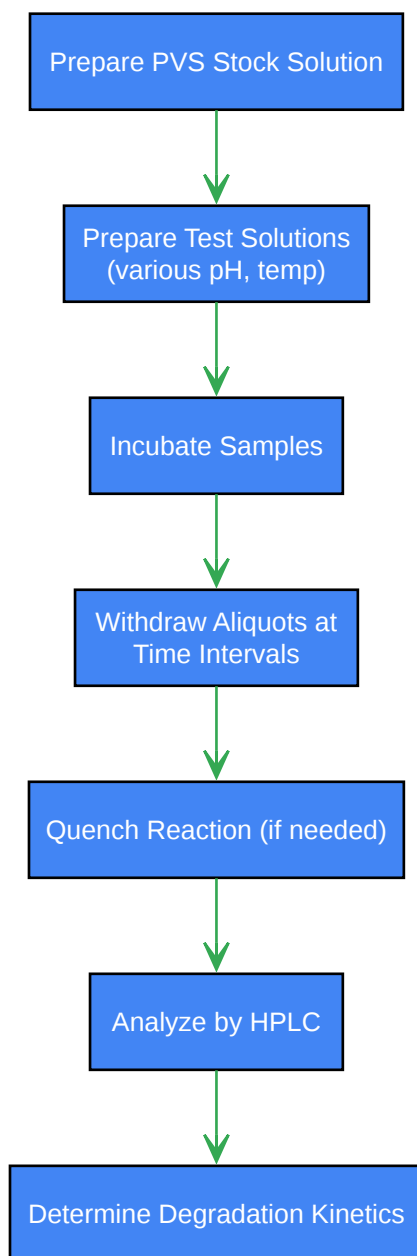 Prepare PVS Stock Solution
Prepare Test Solutions
(various pH, temp)
Incubate Samples
Withdraw Aliquots at
Time Intervals
Quench Reaction (if needed)
Analyze by HPLC
Determine Degradation Kinetics